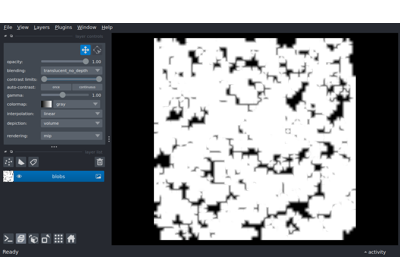 File View Layers Plugins Window Help
opacity: 1.00
blending: translucent_no_depth
contrast limits:
auto-contrast: once continuous
gamma: 1.00
colormap: gray
interpolation: linear
depiction: volume
rendering: mip
blobs
Ready
activity